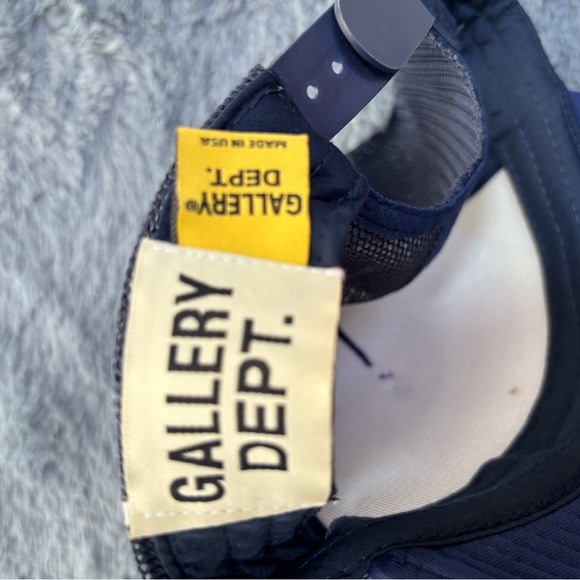 GALLERY
DEPT.
GALLERY®
DEPT.
MADE IN USA